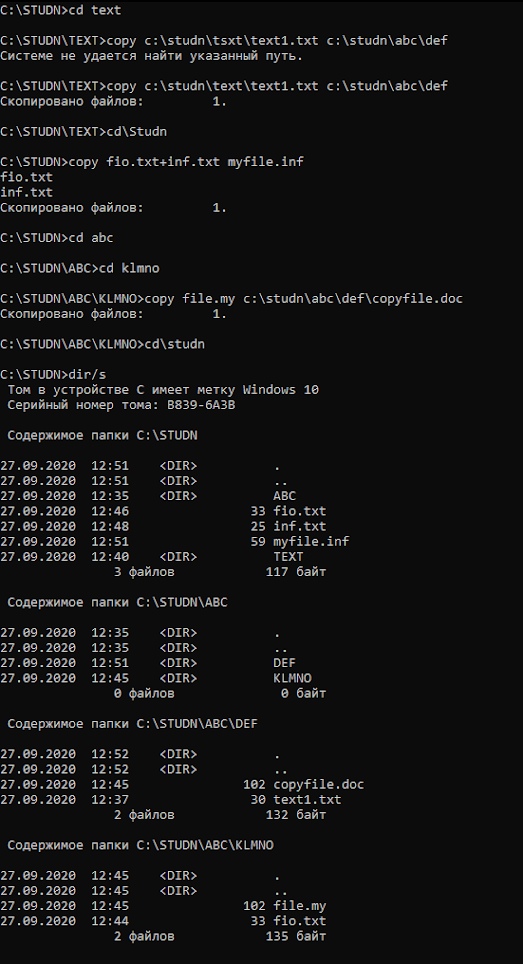 C:\STUDN>cd text
C:\STUDN\TEXT>copy c:\studn\tsxt\text1.txt c:\studn\abc\def
Системе не удается найти указанный путь.
C:\STUDN\TEXT>copy c:\studn\text\text1.txt c:\studn\abc\def
Скопировано файлов:         1.
C:\STUDN\TEXT>cd\Studn
C:\STUDN>copy fio.txt+inf.txt myfile.inf
fio.txt
inf.txt
Скопировано файлов:         1.
C:\STUDN>cd abc
C:\STUDN\ABC>cd klmno
C:\STUDN\ABC\KLMNO>copy file.my c:\studn\abc\def\copyfile.doc
Скопировано файлов:         1.
C:\STUDN\ABC\KLMNO>cd\studn
C:\STUDN>dir/s
Том в устройстве C имеет метку Windows 10
Серийный номер тома: B839-6A3B
Содержимое папки C:\STUDN
27.09.2020  12:51    <DIR>          .
27.09.2020  12:51    <DIR>          ..
27.09.2020  12:35    <DIR>          ABC
27.09.2020  12:46                33 fio.txt
27.09.2020  12:48                25 inf.txt
27.09.2020  12:51                59 myfile.inf
27.09.2020  12:40    <DIR>          TEXT
3 файлов            117 байт
Содержимое папки C:\STUDN\ABC
27.09.2020  12:35    <DIR>          .
27.09.2020  12:35    <DIR>          ..
27.09.2020  12:51    <DIR>          DEF
27.09.2020  12:45    <DIR>          KLMNO
0 файлов              0 байт
Содержимое папки C:\STUDN\ABC\DEF
27.09.2020  12:52    <DIR>          .
27.09.2020  12:52    <DIR>          ..
27.09.2020  12:45               102 copyfile.doc
27.09.2020  12:37                30 text1.txt
2 файлов            132 байт
Содержимое папки C:\STUDN\ABC\KLMNO
27.09.2020  12:45    <DIR>          .
27.09.2020  12:45    <DIR>          ..
27.09.2020  12:45               102 file.my
27.09.2020  12:44                33 fio.txt
2 файлов            135 байт